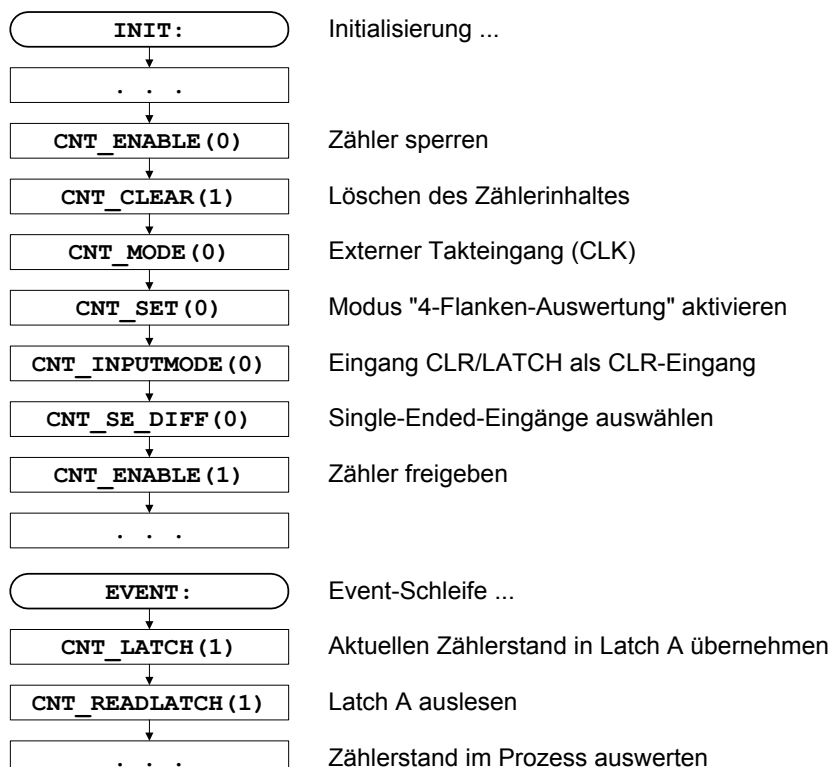 INIT: Initialisierung ...
. . .
CNT_ENABLE(0) Zähler sperren
CNT_CLEAR(1) Löschen des Zählerinhaltes
CNT_MODE(0) Externer Takteingang (CLK)
CNT_SET(0) Modus "4-Flanken-Auswertung" aktivieren
CNT_INPUTMODE(0) Eingang CLR/LATCH als CLR-Eingang
CNT_SE_DIFF(0) Single-Ended-Eingänge auswählen
CNT_ENABLE(1) Zähler freigeben
. . .
EVENT: Event-Schleife ...
CNT_LATCH(1) Aktuellen Zählerstand in Latch A übernehmen
CNT_READLATCH(1) Latch A auslesen
. . . Zählerstand im Prozess auswerten